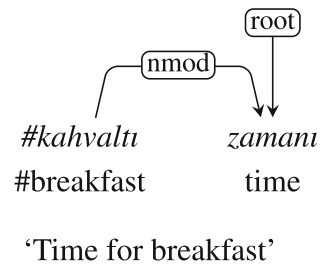 root
nmod
#kahvaltı zamanı
#breakfast time
‘Time for breakfast’